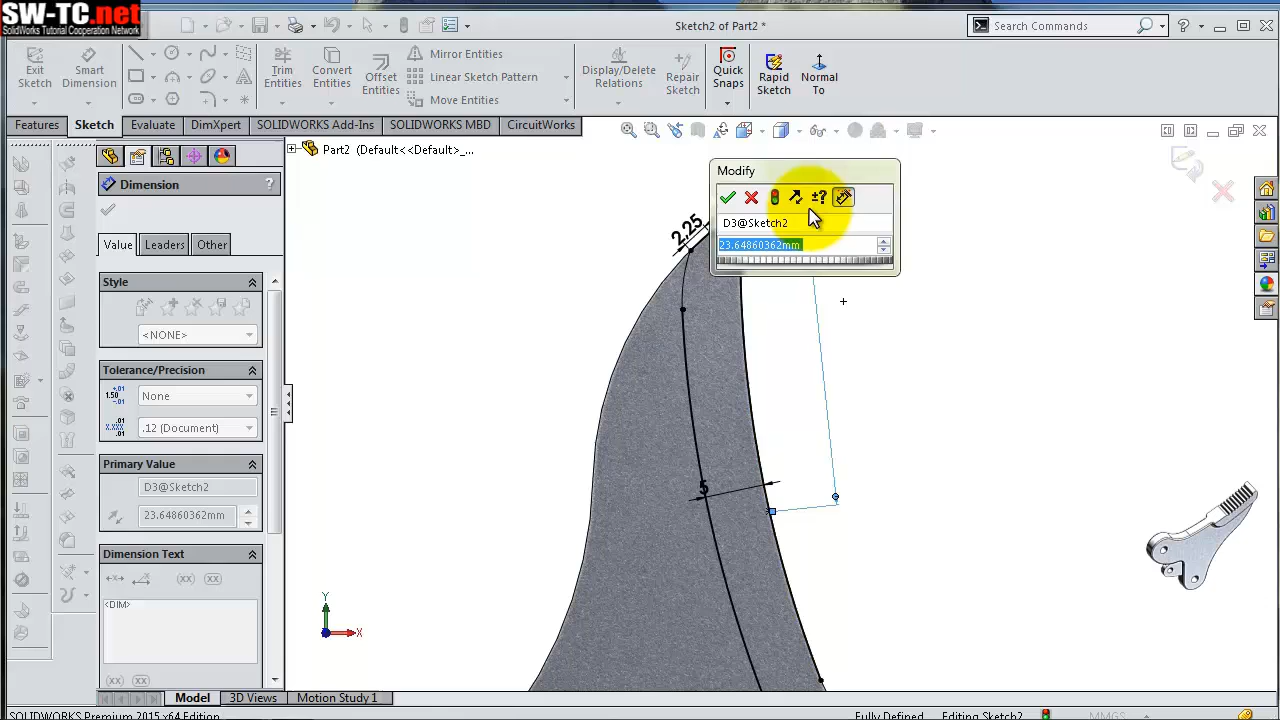 SW-TC.net
SolidWorks Tutorial Cooperation Network
Sketch2 of Part2 *
Search Commands
Exit Sketch
Smart Dimension
Trim Entities
Convert Entities
Offset Entities
Mirror Entities
Linear Sketch Pattern
Move Entities
Display/Delete Relations
Repair Sketch
Quick Snaps
Rapid Sketch
Normal To
Features
Sketch
Evaluate
DimXpert
SOLIDWORKS Add-Ins
SOLIDWORKS MBD
CircuitWorks
Part2 (Default<<Default>_...
Dimension
?
Value
Leaders
Other
Style
<NONE>
Tolerance/Precision
None
.12 (Document)
Primary Value
D3@Sketch2
23.64860362mm
Dimension Text
<DIM>
Modify
D3@Sketch2
23.64860362mm
2,25
5
Y
X
Model
3D Views
Motion Study 1
SOLIDWORKS Premium 2015 x64 Edition
Fully Defined
Editing Sketch2
MMGS